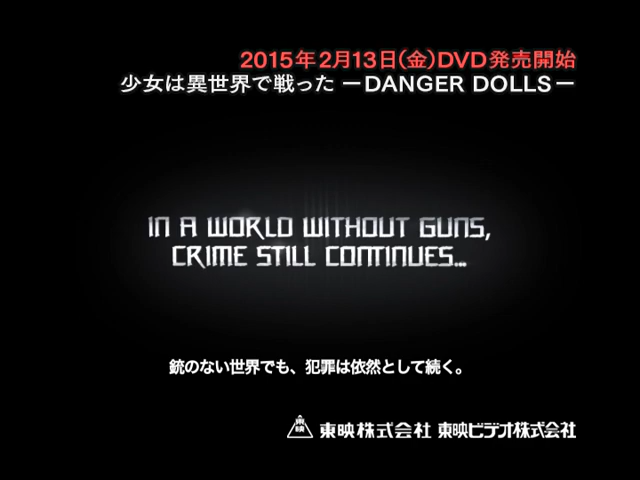 2015年2月13日(金)DVD発売開始
少女は異世界で戦った ーDANGER DOLLSー
IN A WORLD WITHOUT GUNS,
CRIME STILL CONTINUES...
銃のない世界でも、犯罪は依然として続く。
東映 東映株式会社 東映ビデオ株式会社